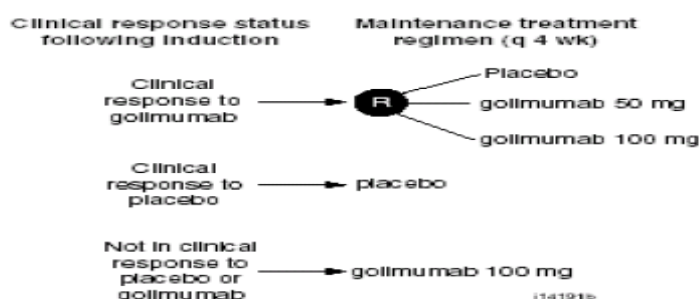 Clinical response status
following induction
Maintenance treatment
regimen (q 4 wk)
Clinical
response to
golimumab
R
Placebo
golimumab 50 mg
golimumab 100 mg
Clinical
response to
placebo
placebo
Not in clinical
response to
placebo or
golimumab
golimumab 100 mg